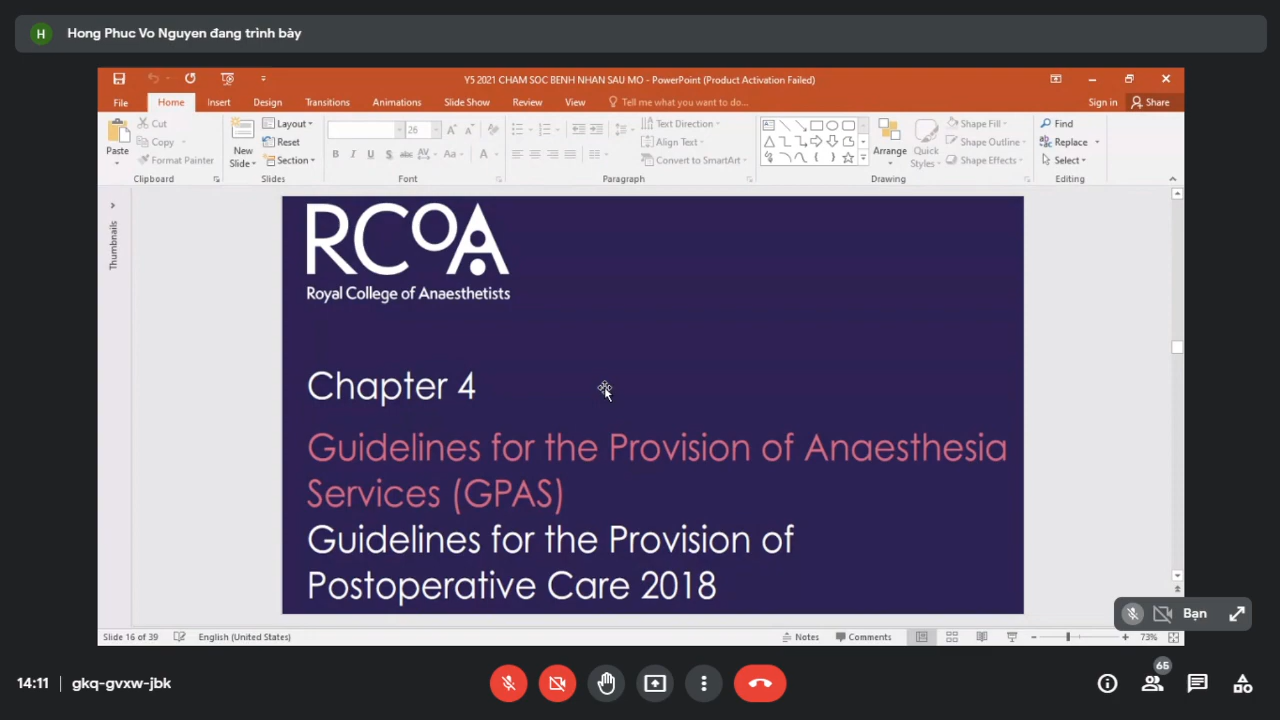 H Hong Phuc Vo Nguyen đang trình bày
Y5 2021 CHAM SOC BENH NHAN SAU MO - PowerPoint (Product Activation Failed)
File Home Insert Design Transitions Animations Slide Show Review View Tell me what you want to do... Sign in Share
Paste
Cut
Copy
Format Painter
Clipboard
New
Slide
Layout
Reset
Section
Slides
26
B I U S abc AV Aa A
Font
Text Direction
Align Text
Convert to SmartArt
Paragraph
Arrange
Quick
Styles
Shape Fill
Shape Outline
Shape Effects
Drawing
Find
Replace
Select
Editing
Thumbnails
RCOA
Royal College of Anaesthetists
Chapter 4
Guidelines for the Provision of Anaesthesia
Services (GPAS)
Guidelines for the Provision of
Postoperative Care 2018
Bạn
Slide 16 of 39 English (United States) Notes Comments 73%
14:11 gkq-gvxw-jbk 65